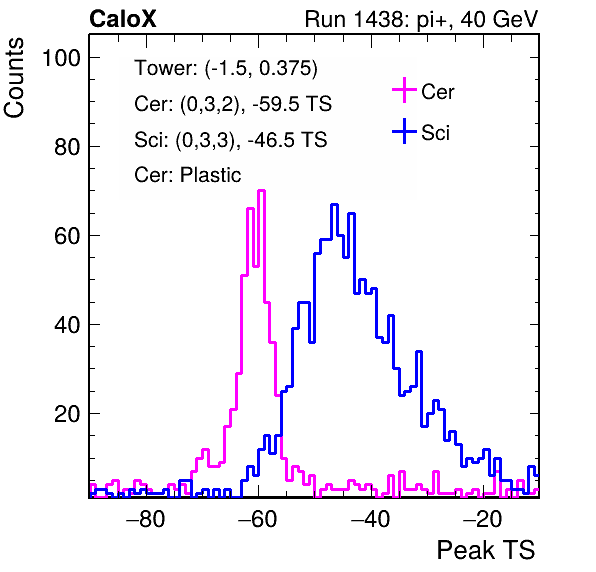 CaloX Run 1438: pi+, 40 GeV
Counts
Tower: (-1.5, 0.375)
Cer: (0,3,2), -59.5 TS
Sci: (0,3,3), -46.5 TS
Cer: Plastic
Cer
Sci
100
80
60
40
20
−80 −60 −40 −20
Peak TS